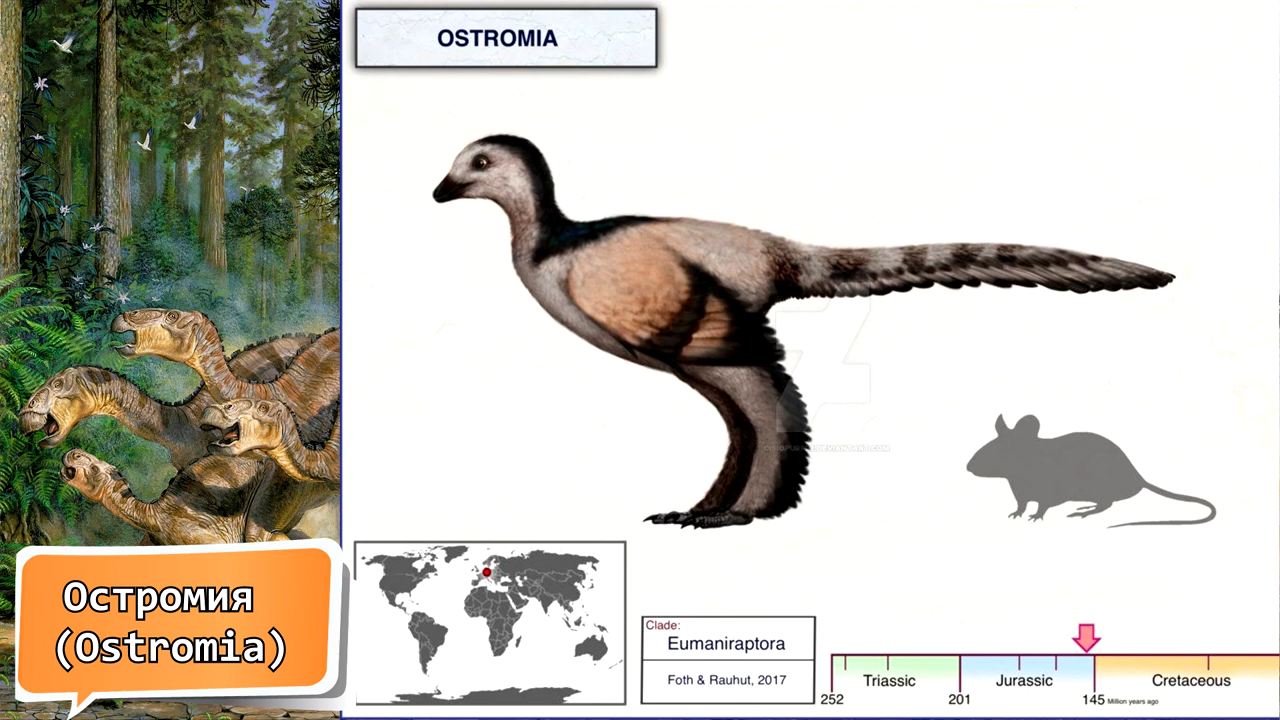 OSTROMIA
Остромия
(Ostromia)
Clade:
Eumaniraptora
Foth & Rauhut, 2017
Triassic
Jurassic
Cretaceous
252
201
145 Million years ago